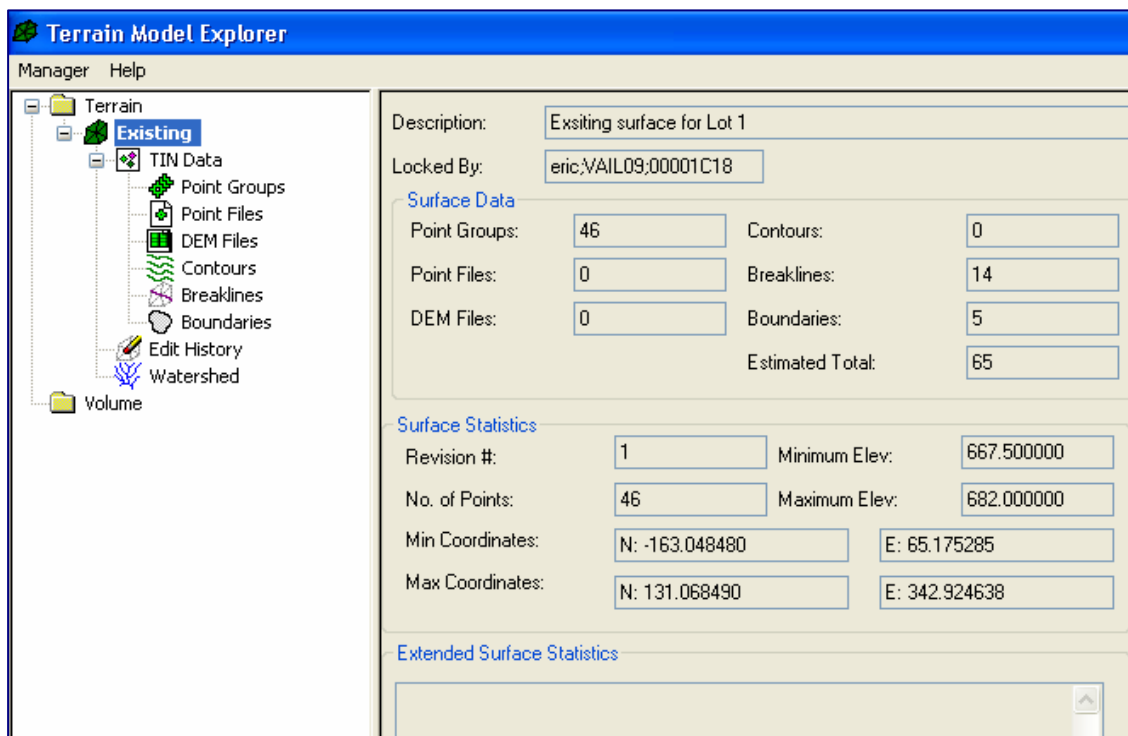 Terrain Model Explorer
Manager Help
Terrain
Existing
TIN Data
Point Groups
Point Files
DEM Files
Contours
Breaklines
Boundaries
Edit History
Watershed
Volume
Description: Exsiting surface for Lot 1
Locked By: eric;VAIL09;00001C18
Surface Data
Point Groups: 46 Contours: 0
Point Files: 0 Breaklines: 14
DEM Files: 0 Boundaries: 5
Estimated Total: 65
Surface Statistics
Revision #: 1 Minimum Elev: 667.500000
No. of Points: 46 Maximum Elev: 682.000000
Min Coordinates: N: -163.048480 E: 65.175285
Max Coordinates: N: 131.068490 E: 342.924638
Extended Surface Statistics